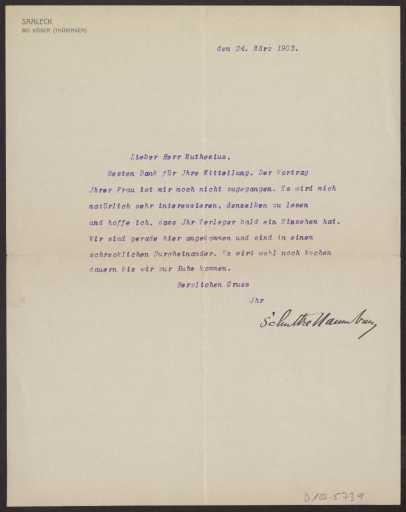 SAALECK
BEI KÖSEN (THÜRINGEN)
den 24. März 1903.
Lieber Herr Muthesius,
Besten Dank für Ihre Mitteilung. Der Vortrag
Ihrer Frau ist mir noch nicht zugegangen. Es wird mich
natürlich sehr interessieren, denselben zu lesen
und hoffe ich, dass Ihr Verleger bald ein Einsehen hat.
Wir sind gerade hier angekommen und sind in einem
schrecklichen Durcheinander. Es wird wohl noch Wochen
dauern bis wir zur Ruhe kommen.
Herzlichen Gruss
Ihr
Schultze Naumburg